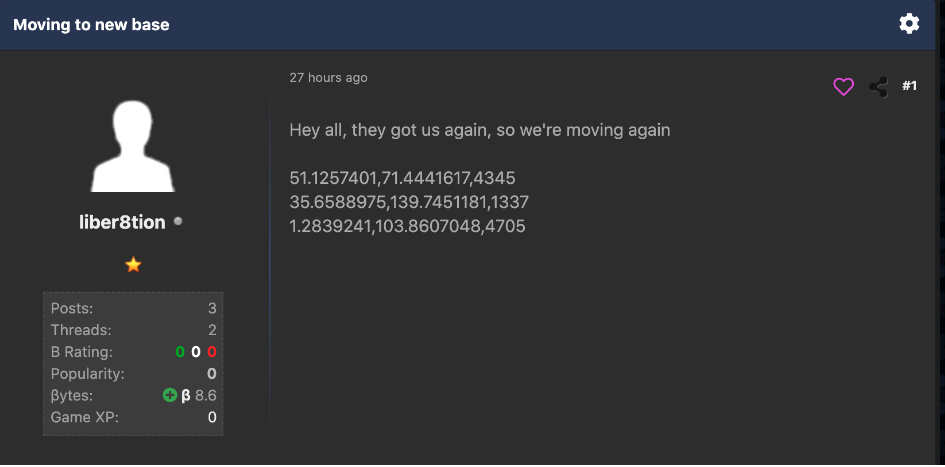 Moving to new base
27 hours ago
#1
Hey all, they got us again, so we're moving again
51.1257401,71.4441617,4345
35.6588975,139.7451181,1337
1.2839241,103.8607048,4705
liber8tion
Posts: 3
Threads: 2
B Rating: 0 0 0
Popularity: 0
βytes: β 8.6
Game XP: 0